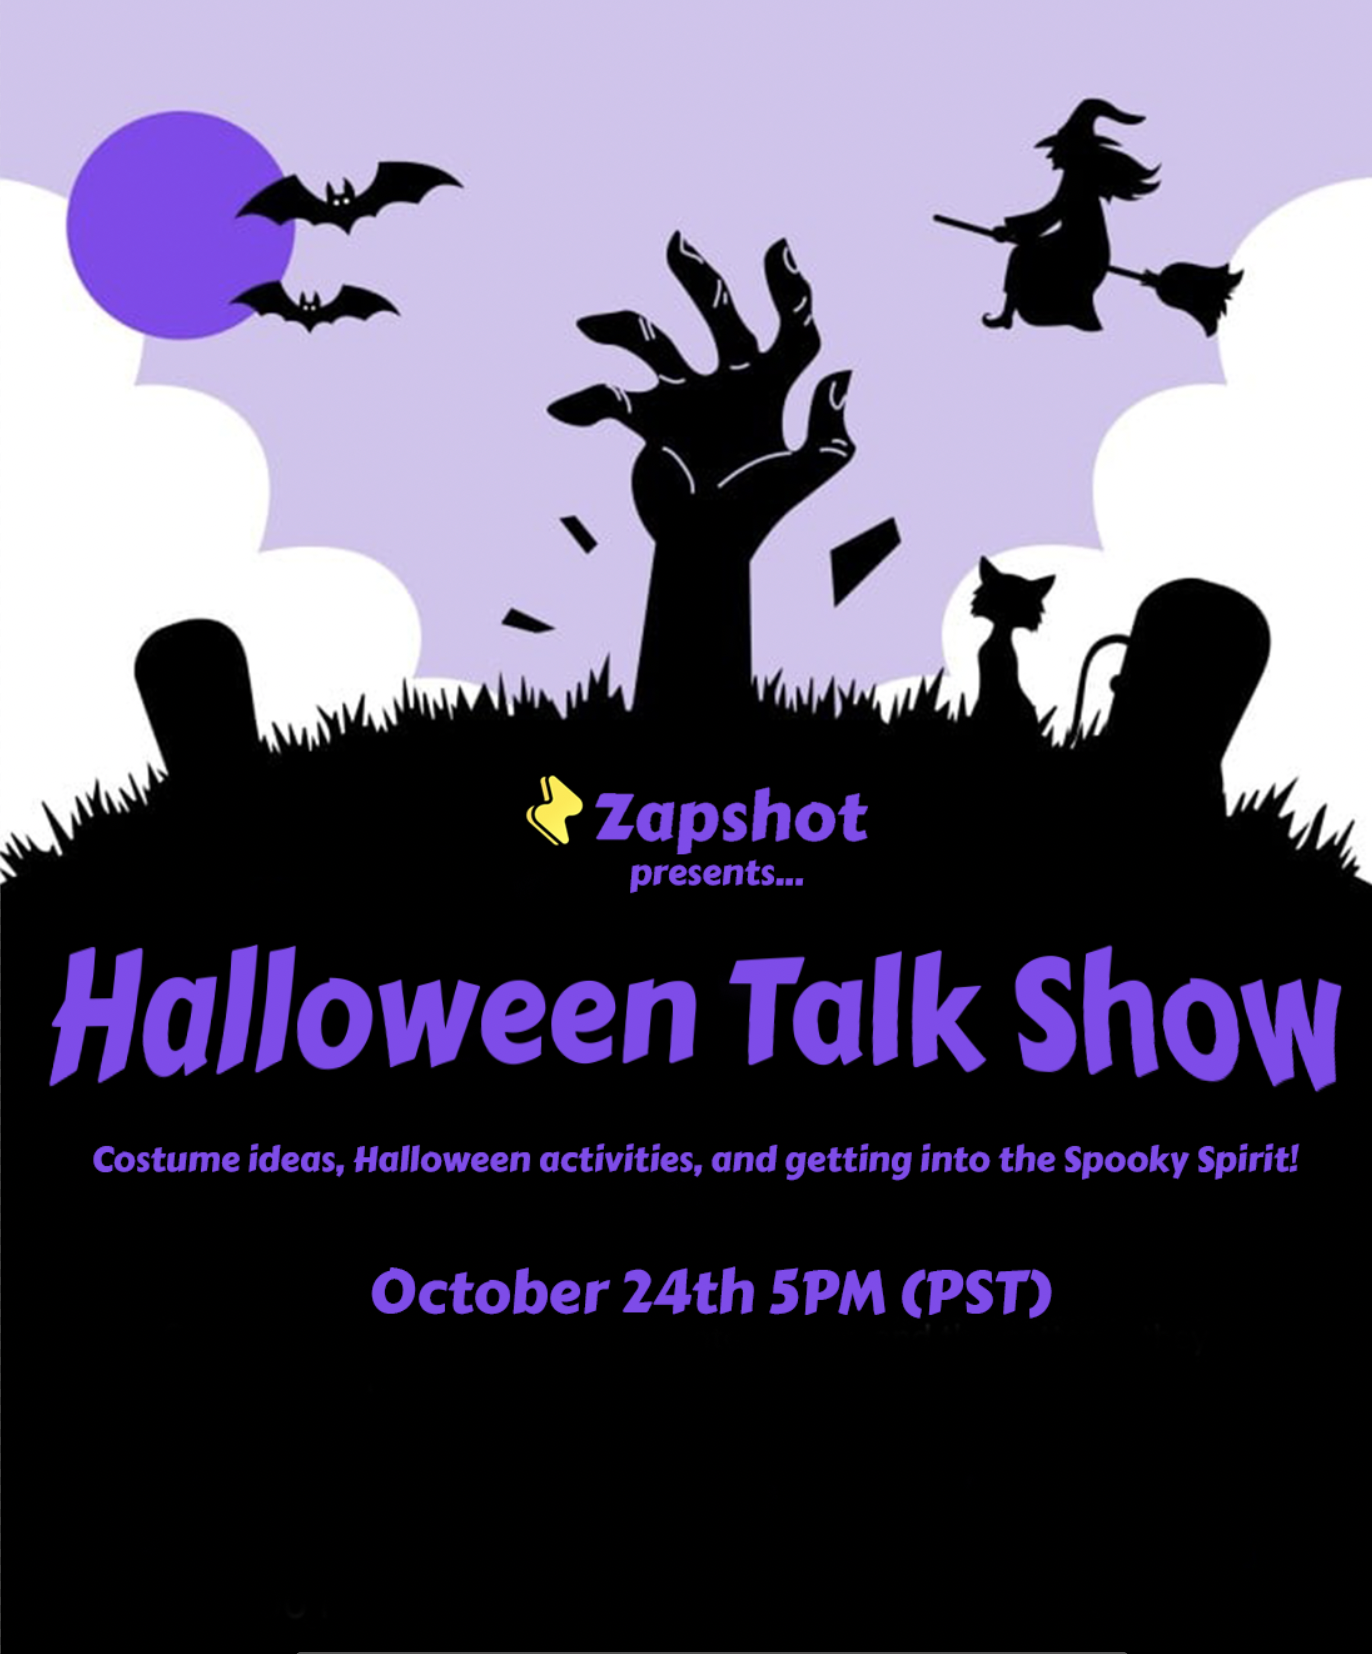 Zapshot
presents...
Halloween Talk Show
Costume ideas, Halloween activities, and getting into the Spooky Spirit!
October 24th 5PM (PST)